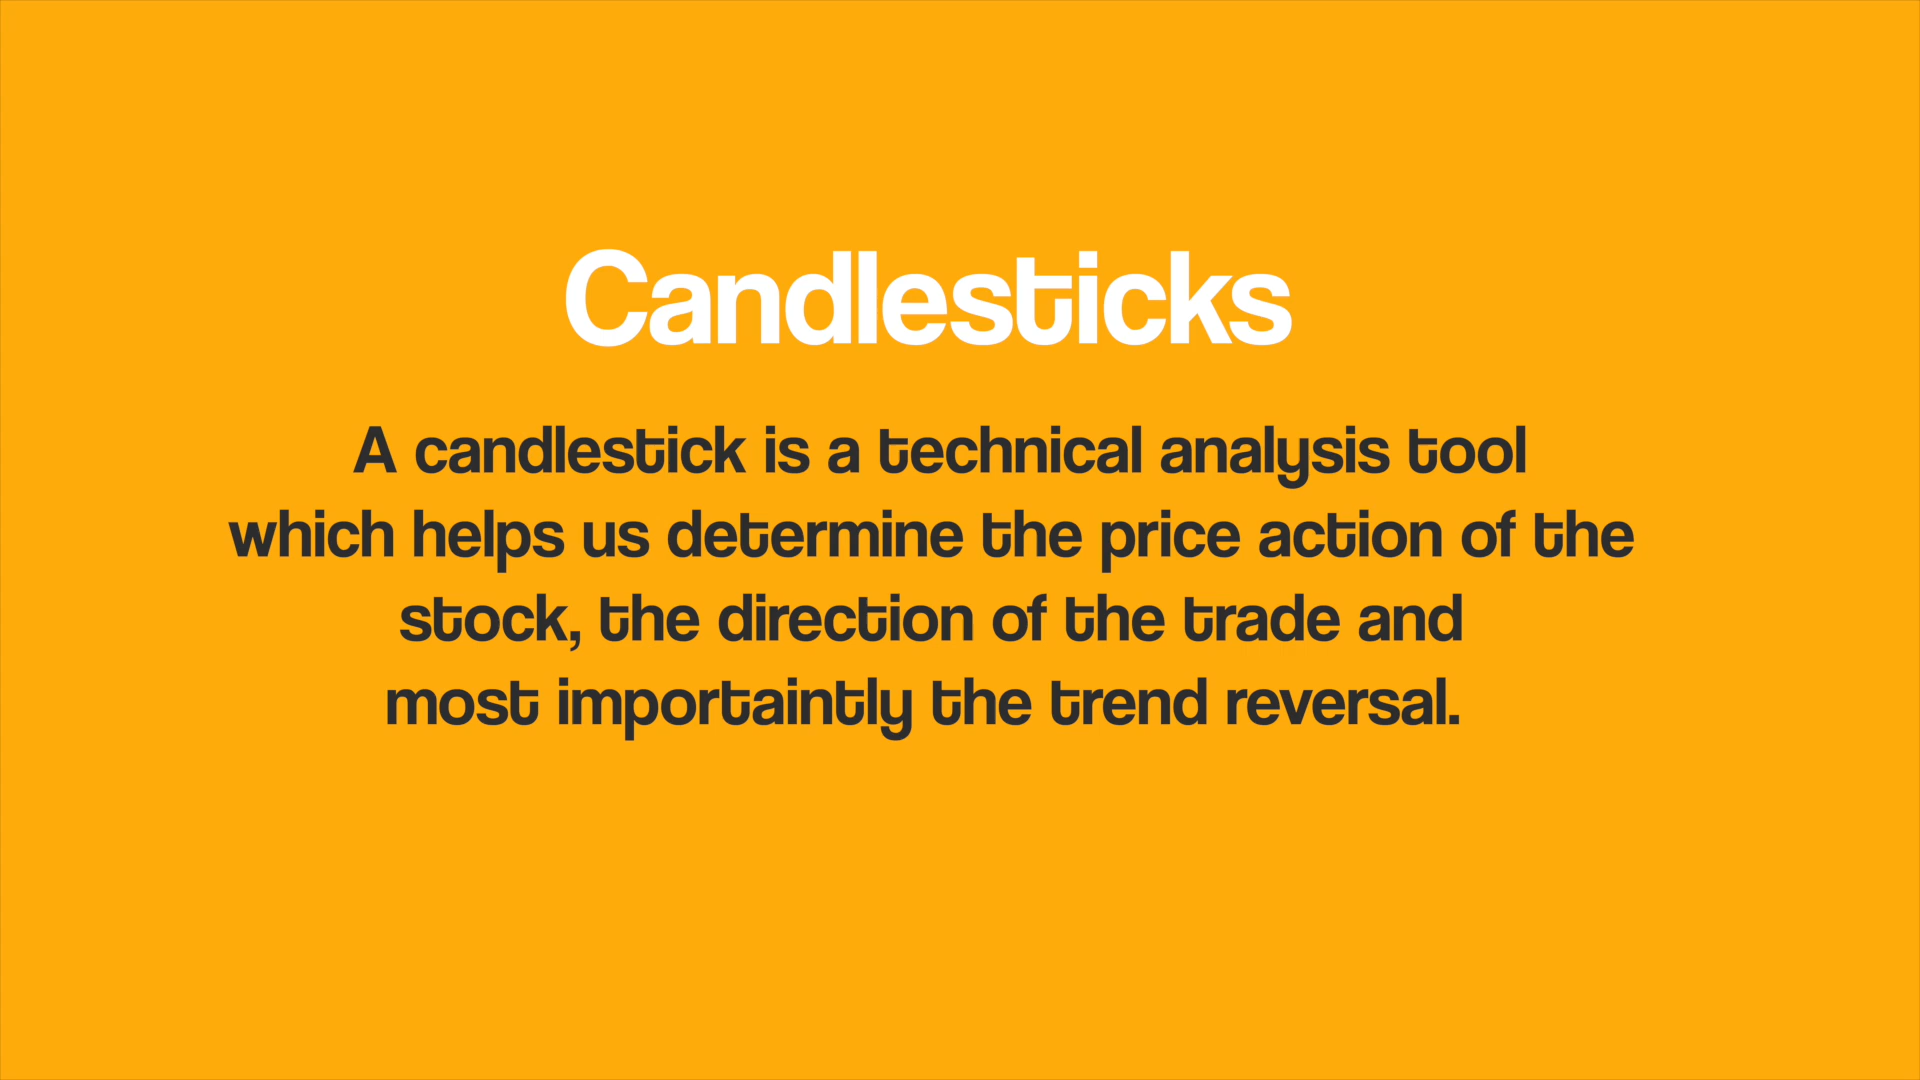 Candlesticks
A candlestick is a technical analysis tool
which helps us determine the price action of the
stock, the direction of the trade and
most importaintly the trend reversal.